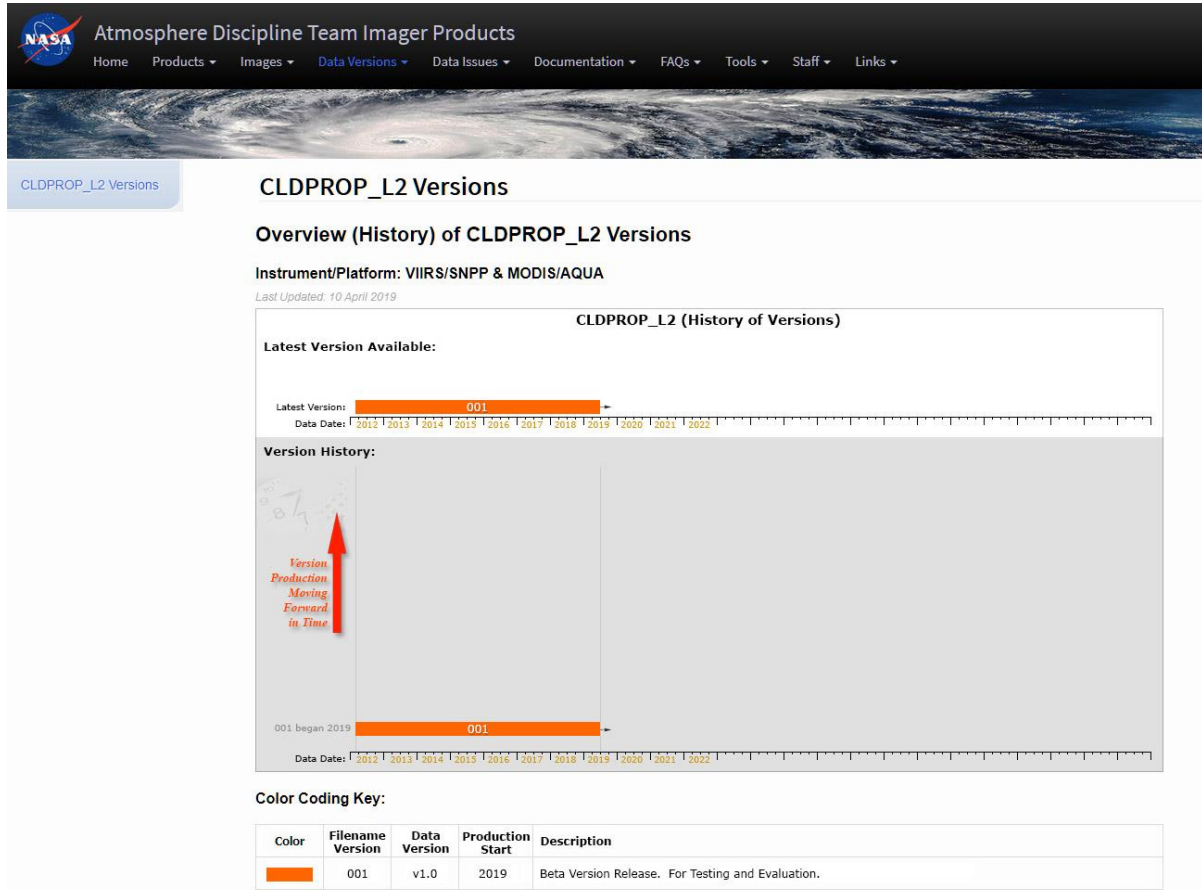 NASA
Atmosphere Discipline Team Imager Products
Home Products Images Data Versions Data Issues Documentation FAQs Tools Staff Links
CLDPROP_L2 Versions
CLDPROP_L2 Versions
Overview (History) of CLDPROP_L2 Versions
Instrument/Platform: VIIRS/SNPP & MODIS/AQUA
Last Updated: 10 April 2019
CLDPROP_L2 (History of Versions)
Latest Version Available:
Latest Version: 001
Data Date: 2012 2013 2014 2015 2016 2017 2018 2019 2020 2021 2022
Version History:
Version
Production
Moving
Forward
in Time
001 began 2019 001
Data Date: 2012 2013 2014 2015 2016 2017 2018 2019 2020 2021 2022
Color Coding Key:
Color Filename Version Data Version Production Start Description
001 v1.0 2019 Beta Version Release. For Testing and Evaluation.